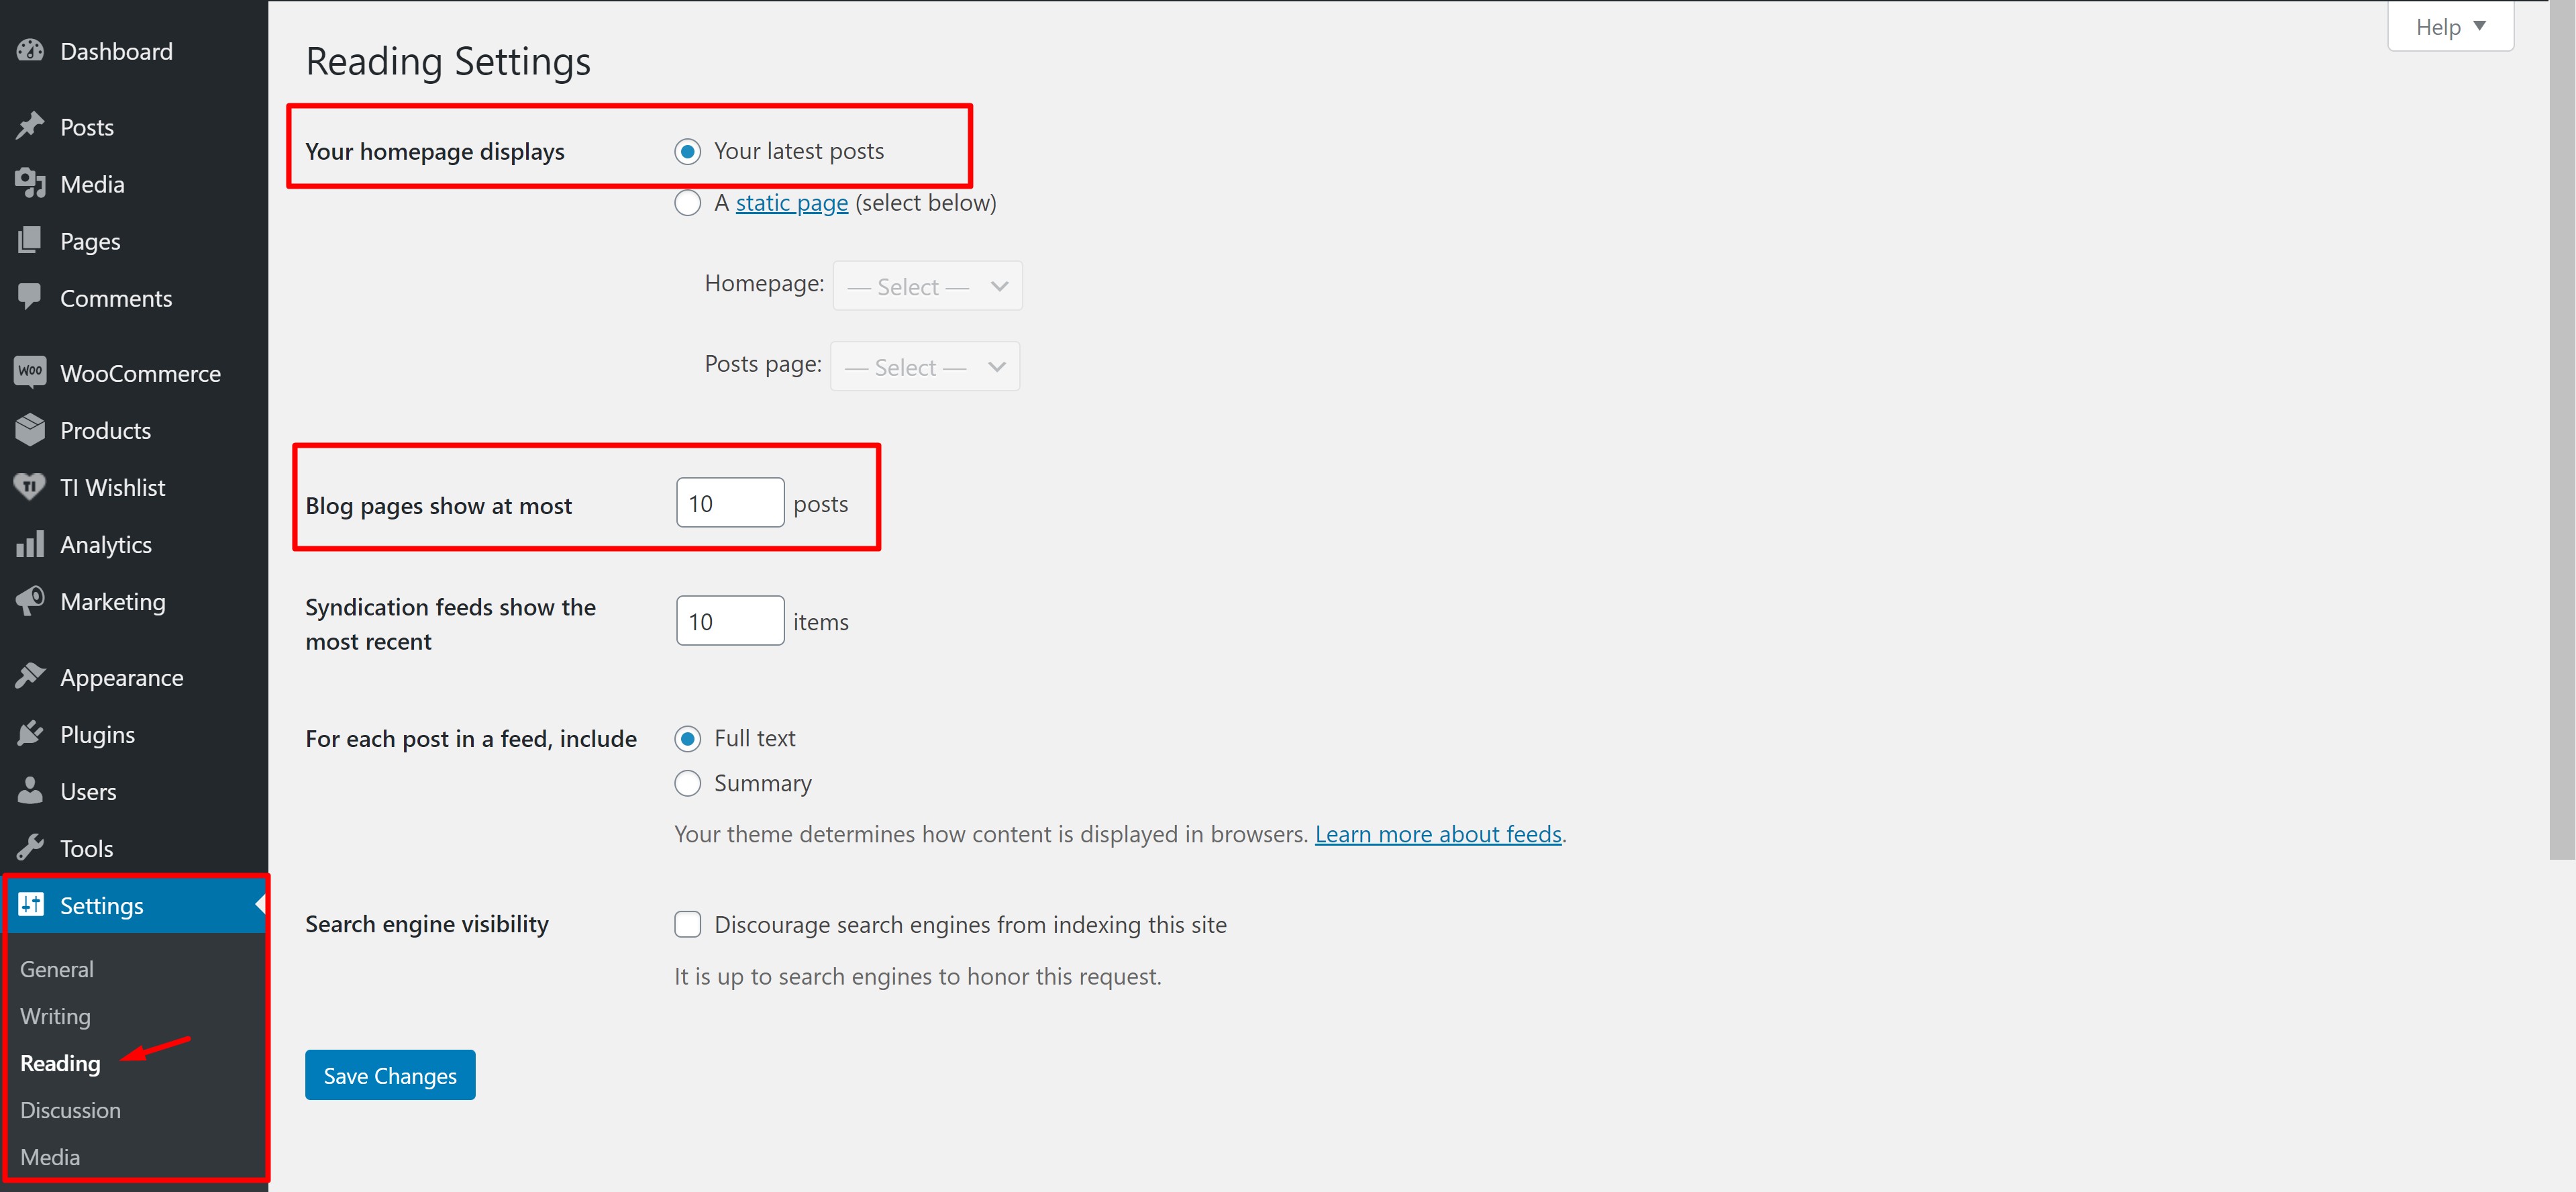 Dashboard
Posts
Media
Pages
Comments
WOO WooCommerce
Products
TI TI Wishlist
Analytics
Marketing
Appearance
Plugins
Users
Tools
Settings
General
Writing
Reading
Discussion
Media
Help
Reading Settings
Your homepage displays Your latest posts
A static page (select below)
Homepage: — Select —
Posts page: — Select —
Blog pages show at most 10 posts
Syndication feeds show the
most recent
10 items
For each post in a feed, include Full text
Summary
Your theme determines how content is displayed in browsers. Learn more about feeds.
Search engine visibility Discourage search engines from indexing this site
It is up to search engines to honor this request.
Save Changes